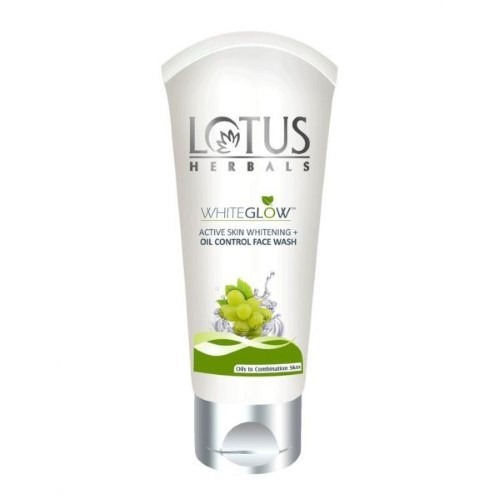 LOTUS
HERBALS
WHITEGLOW™
ACTIVE SKIN WHITENING +
OIL CONTROL FACE WASH
Oily to Combination Skin